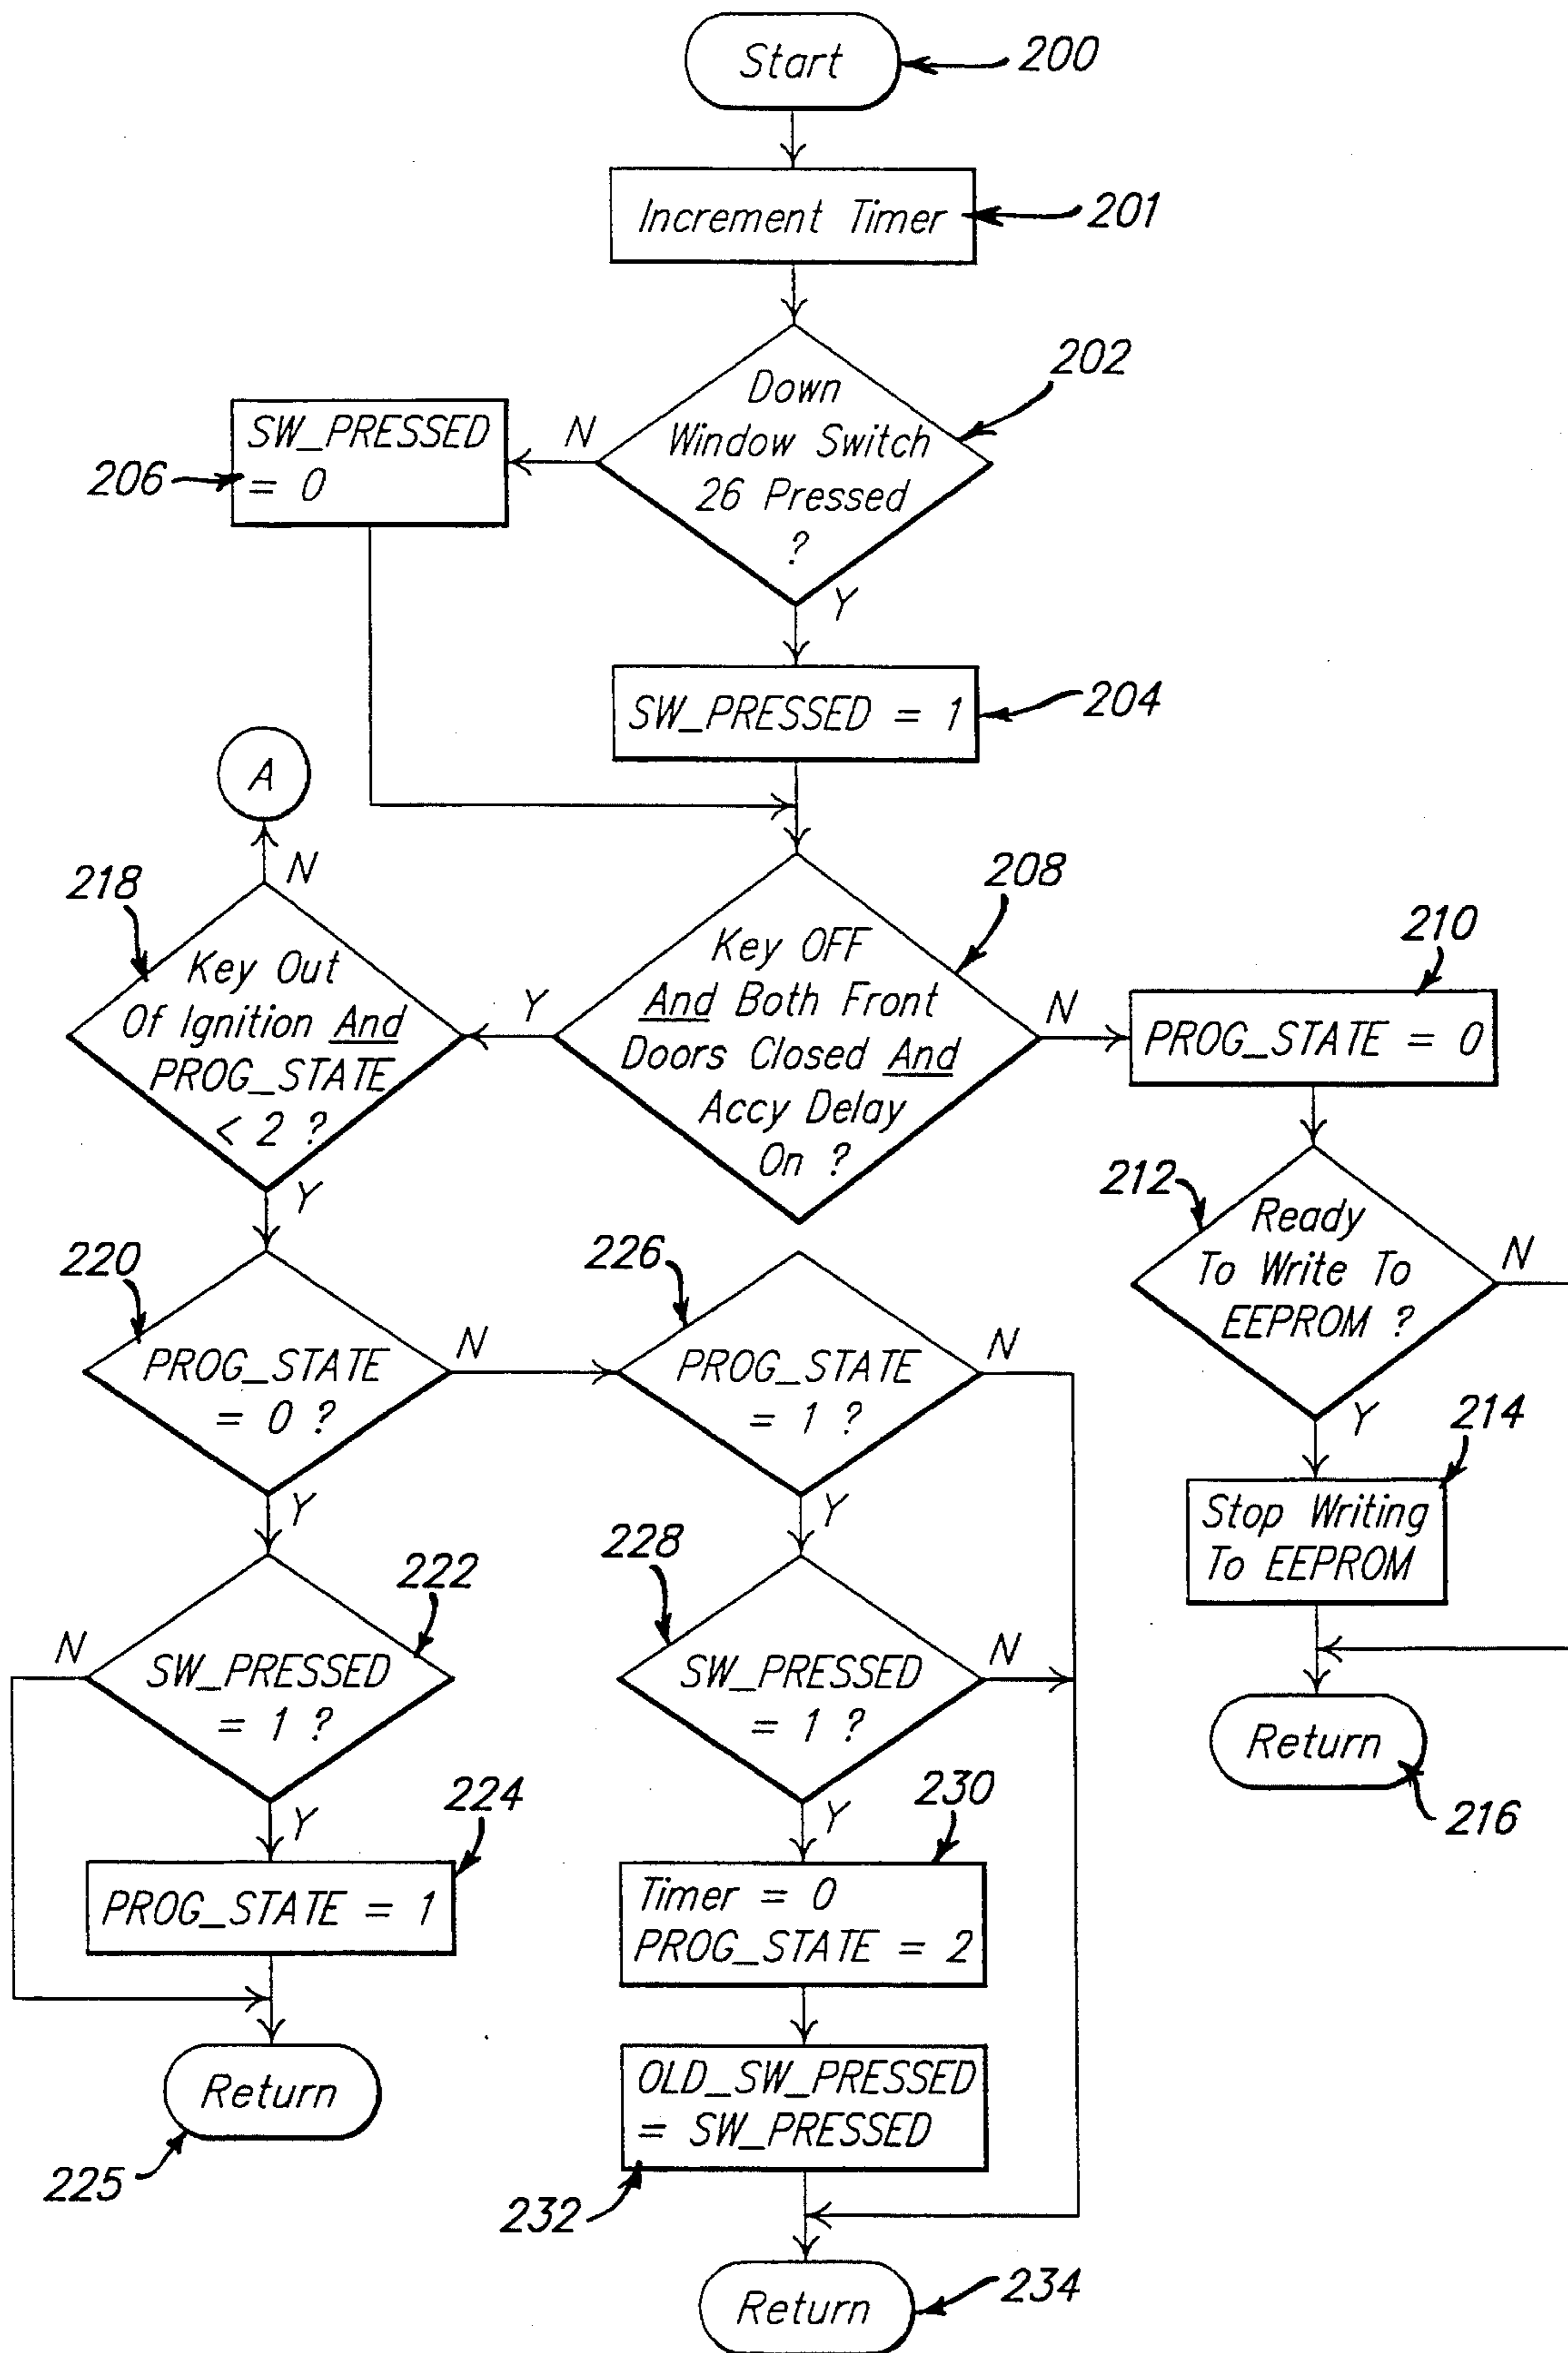 Start
200
Increment Timer
201
202
Down
Window Switch
26 Pressed
?
N
SW_PRESSED
= 0
206
Y
SW_PRESSED = 1
204
A
N
218
Key Out
Of Ignition And
PROG_STATE
< 2 ?
Y
208
Key OFF
And Both Front
Doors Closed And
Accy Delay
On ?
Y
N
210
PROG_STATE = 0
212
Ready
To Write To
EEPROM ?
N
Y
214
Stop Writing
To EEPROM
Return
216
220
PROG_STATE
= 0 ?
N
Y
226
PROG_STATE
= 1 ?
N
Y
222
SW_PRESSED
= 1 ?
N
Y
228
SW_PRESSED
= 1 ?
N
Y
224
PROG_STATE = 1
Return
225
230
Timer = 0
PROG_STATE = 2
OLD_SW_PRESSED
= SW_PRESSED
232
Return
234